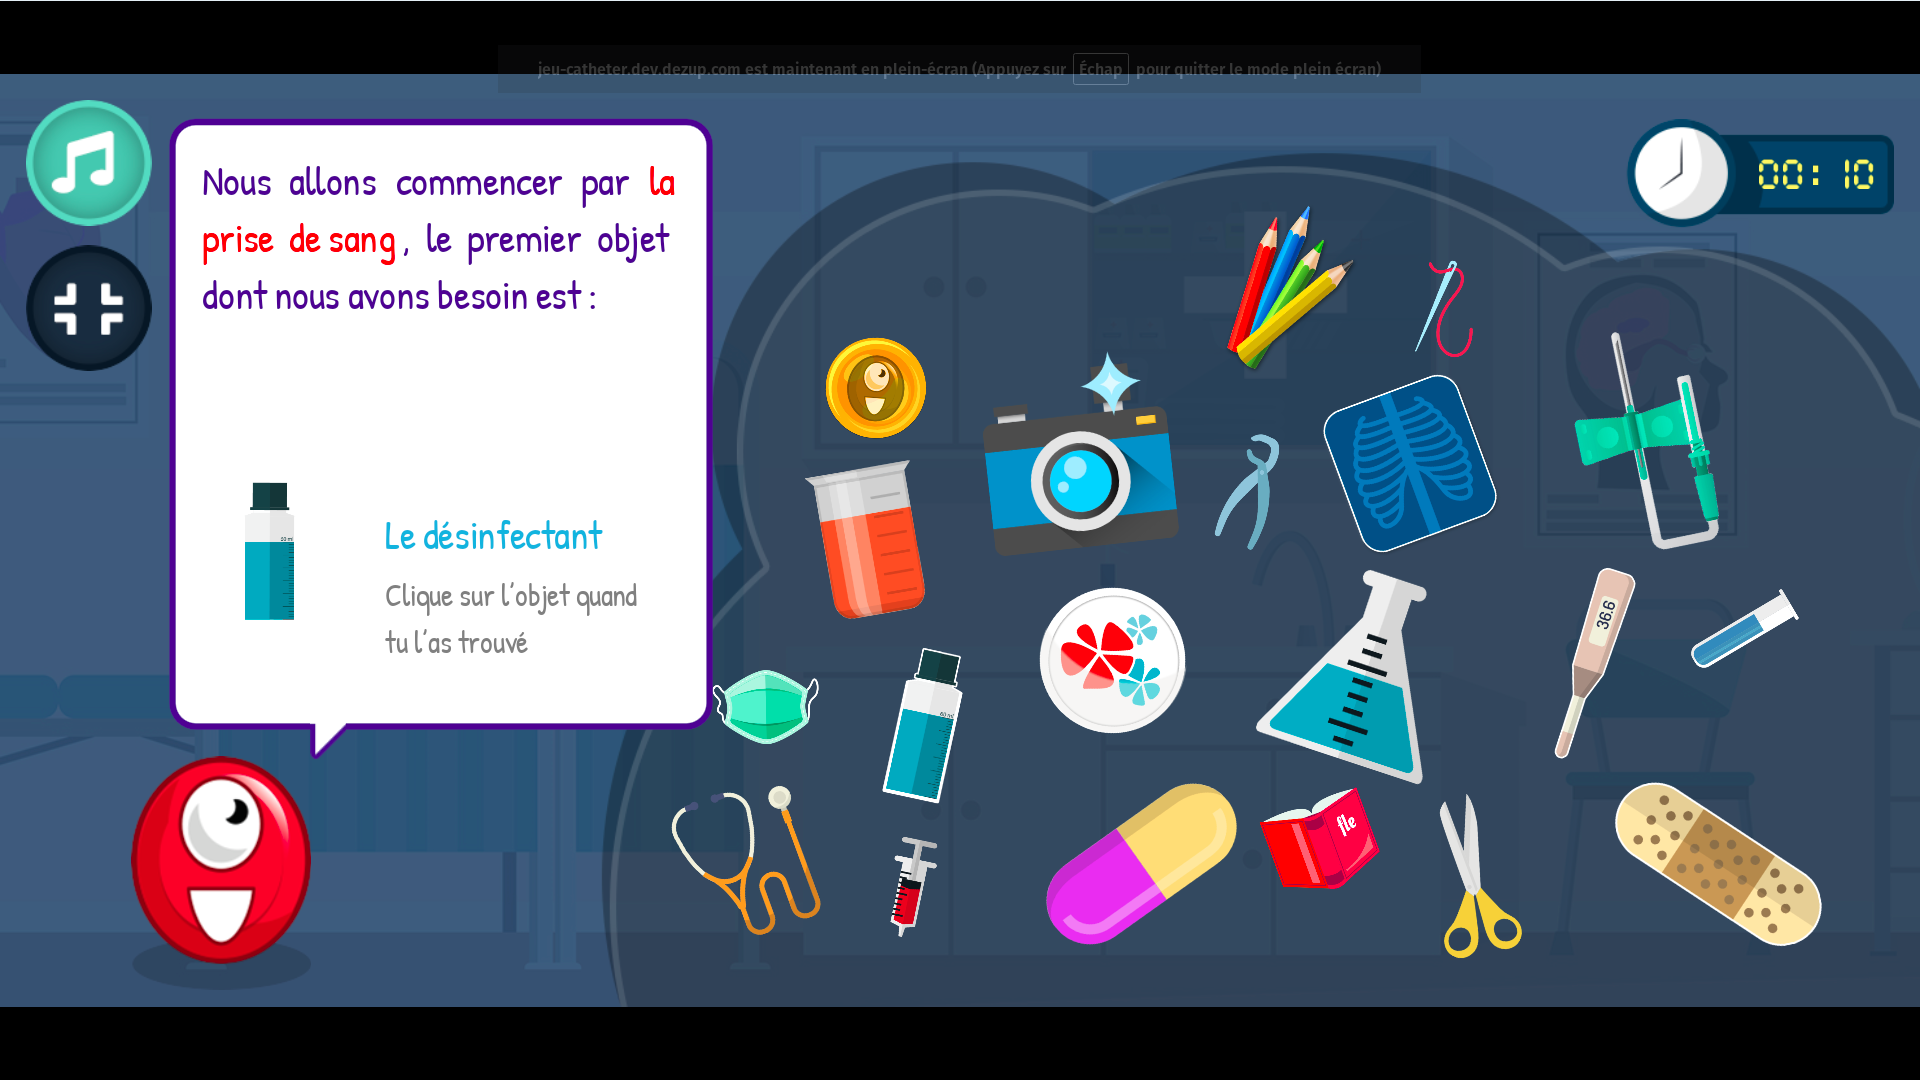 jeu-catheter.dev.dezup.com est maintenant en plein-écran (Appuyez sur Échap pour quitter le mode plein écran)
Nous allons commencer par la
prise de sang, le premier objet
dont nous avons besoin est :
00:10
36.6
Le désinfectant
Clique sur l'objet quand
tu l'as trouvé
fle